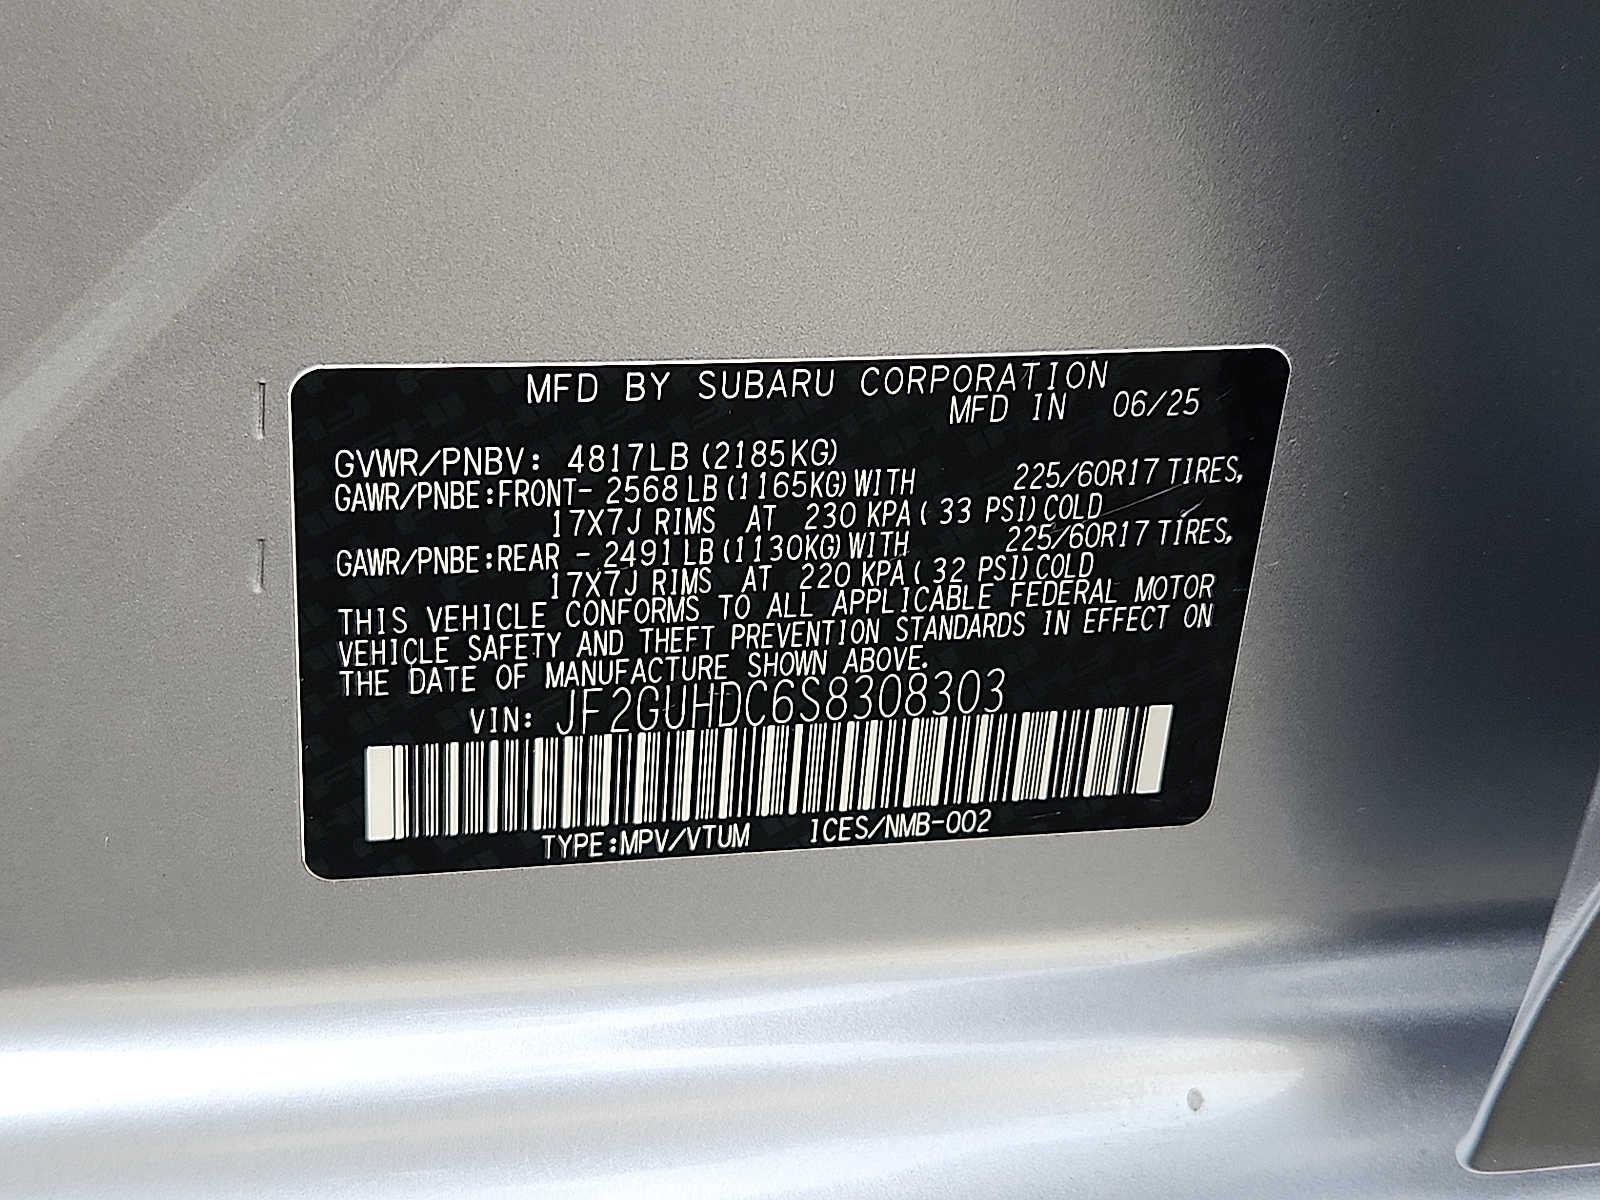 MFD BY SUBARU CORPORATION
MFD IN 06/25
GVWR/PNBV: 4817LB (2185KG)
GAWR/PNBE:FRONT- 2568 LB (1165KG) WITH 225/60R17 TIRES,
17X7J RIMS AT 230 KPA ( 33 PSI) COLD
GAWR/PNBE:REAR - 2491 LB (1130KG) WITH 225/60R17 TIRES,
17X7J RIMS AT 220 KPA ( 32 PSI) COLD
THIS VEHICLE CONFORMS TO ALL APPLICABLE FEDERAL MOTOR
VEHICLE SAFETY AND THEFT PREVENTION STANDARDS IN EFFECT ON
THE DATE OF MANUFACTURE SHOWN ABOVE.
VIN: JF2GUHDC6S8308303
TYPE:MPV/VTUM ICES/NMB-002